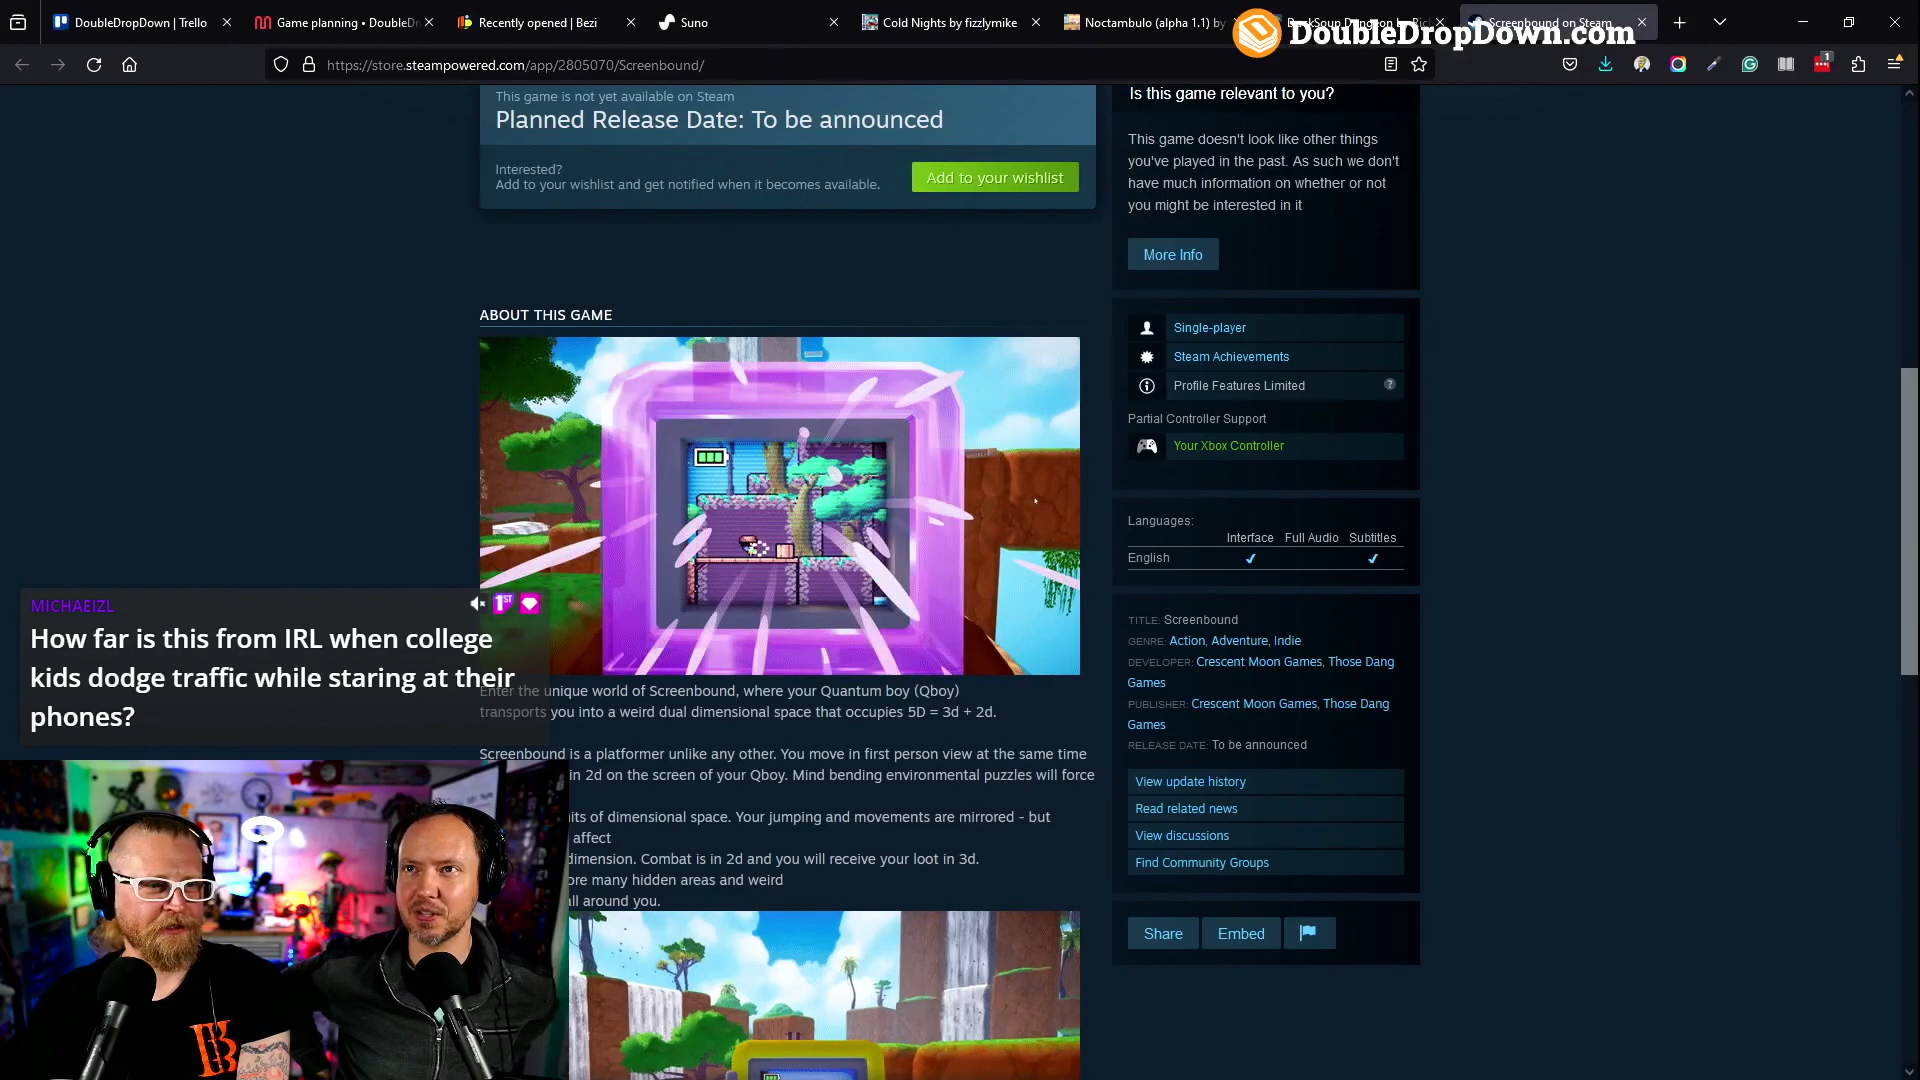 DoubleDropDown | Trello
Game planning • DoubleDr
Recently opened | Bezi
Suno
Cold Nights by fizzlymike
Noctambulo (alpha 1.1) by
Screenbound on Steam
DoubleDropDown.com
https://store.steampowered.com/app/2805070/Screenbound/
1
This game is not yet available on Steam
Planned Release Date: To be announced
Interested?
Add to your wishlist and get notified when it becomes available.
Add to your wishlist
ABOUT THIS GAME
Enter the unique world of Screenbound, where your Quantum boy (Qboy)
transports you into a weird dual dimensional space that occupies 5D = 3d + 2d.
Screenbound is a platformer unlike any other. You move in first person view at the same time
in 2d on the screen of your Qboy. Mind bending environmental puzzles will force
of dimensional space. Your jumping and movements are mirrored - but
affect
dimension. Combat is in 2d and you will receive your loot in 3d.
many hidden areas and weird
around you.
MICHAEIZL
1ST
How far is this from IRL when college
kids dodge traffic while staring at their
phones?
Is this game relevant to you?
This game doesn't look like other things
you've played in the past. As such we don't
have much information on whether or not
you might be interested in it
More Info
Single-player
Steam Achievements
Profile Features Limited
?
Partial Controller Support
Your Xbox Controller
Languages:
Interface Full Audio Subtitles
English ✔ ✔
TITLE: Screenbound
GENRE: Action, Adventure, Indie
DEVELOPER: Crescent Moon Games, Those Dang
Games
PUBLISHER: Crescent Moon Games, Those Dang
Games
RELEASE DATE: To be announced
View update history
Read related news
View discussions
Find Community Groups
Share
Embed